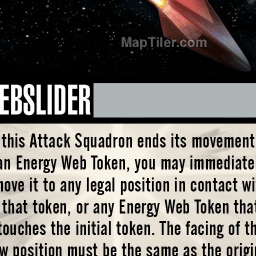 MapTiler.com
EBSLIDER
this Attack Squadron ends its movement
an Energy Web Token, you may immediate
move it to any legal position in contact wi
that token, or any Energy Web Token that
touches the initial token. The facing of th
w position must be the same as the origi